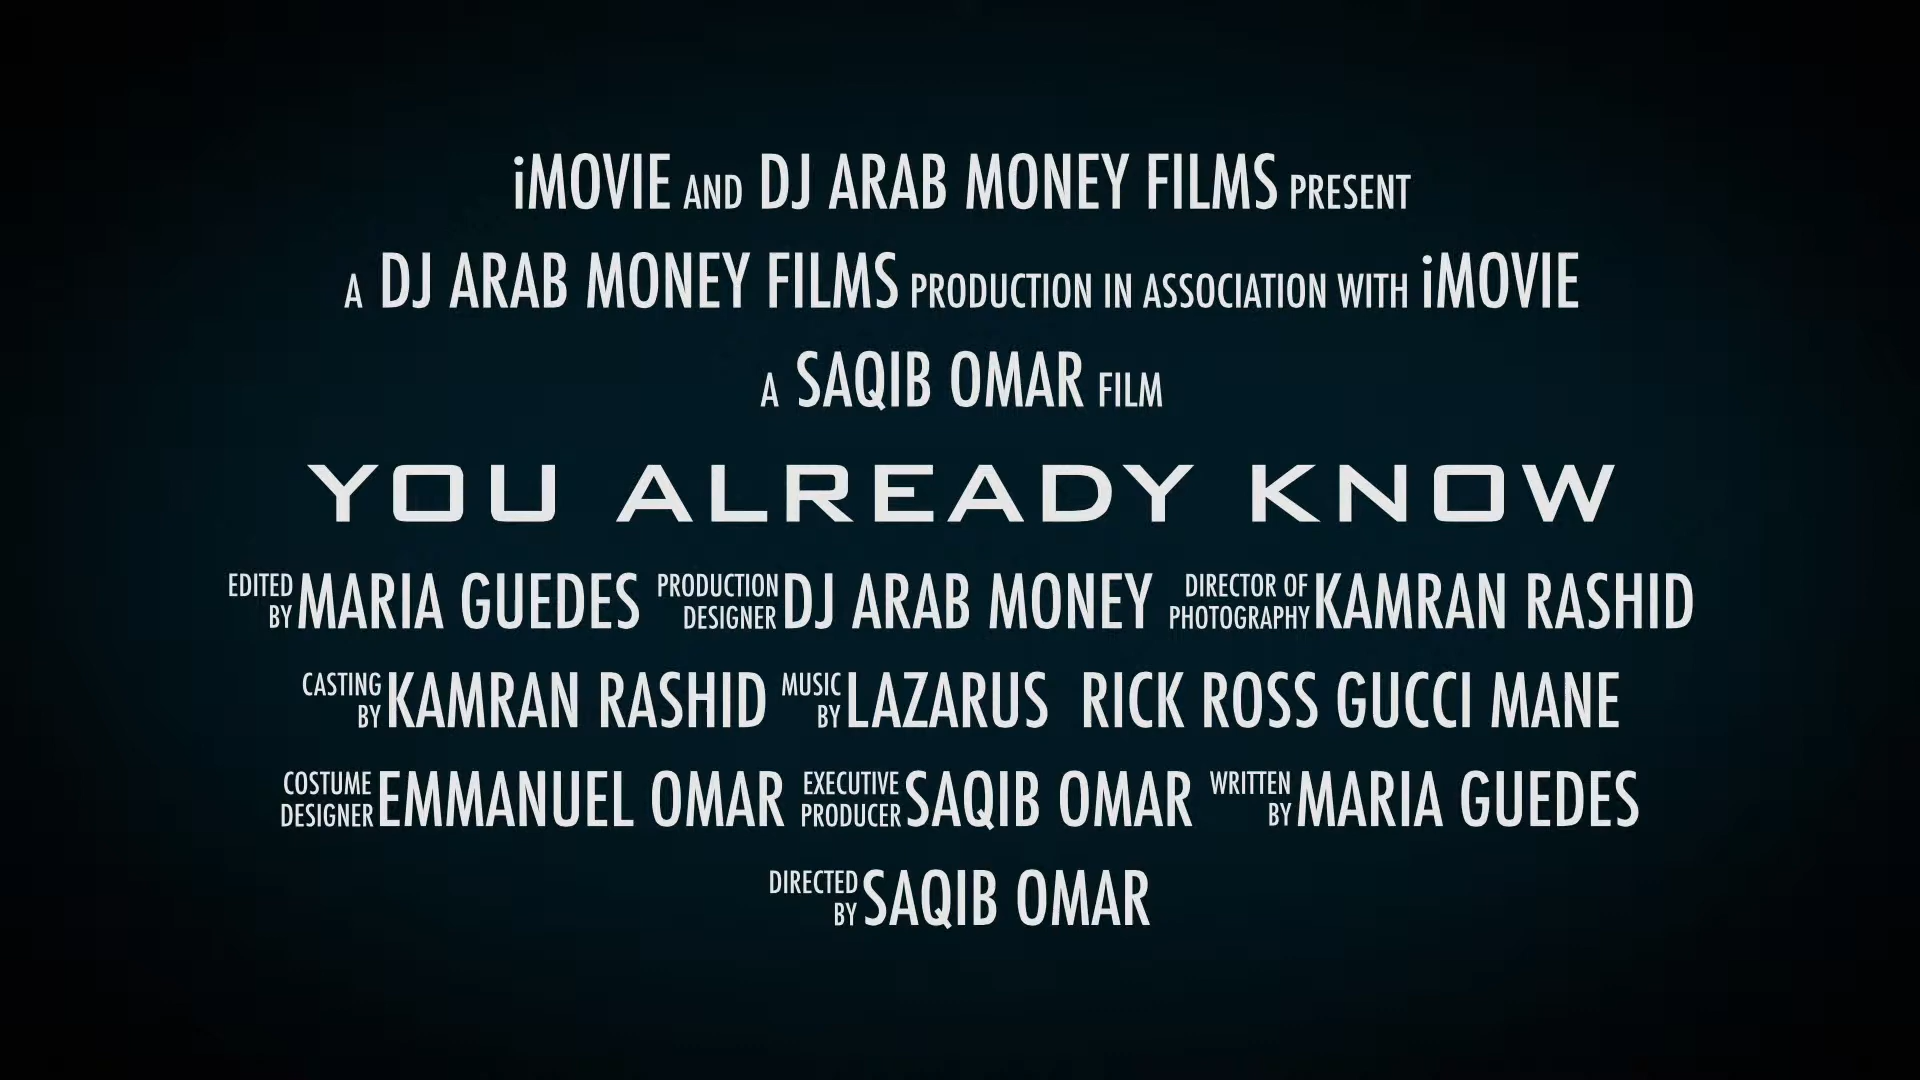 iMOVIE AND DJ ARAB MONEY FILMS PRESENT
A DJ ARAB MONEY FILMS PRODUCTION IN ASSOCIATION WITH iMOVIE
A SAQIB OMAR FILM
YOU ALREADY KNOW
EDITED BY MARIA GUEDES PRODUCTION DESIGNER DJ ARAB MONEY DIRECTOR OF PHOTOGRAPHY KAMRAN RASHID
CASTING BY KAMRAN RASHID MUSIC BY LAZARUS RICK ROSS GUCCI MANE
COSTUME DESIGNER EMMANUEL OMAR EXECUTIVE PRODUCER SAQIB OMAR WRITTEN BY MARIA GUEDES
DIRECTED BY SAQIB OMAR